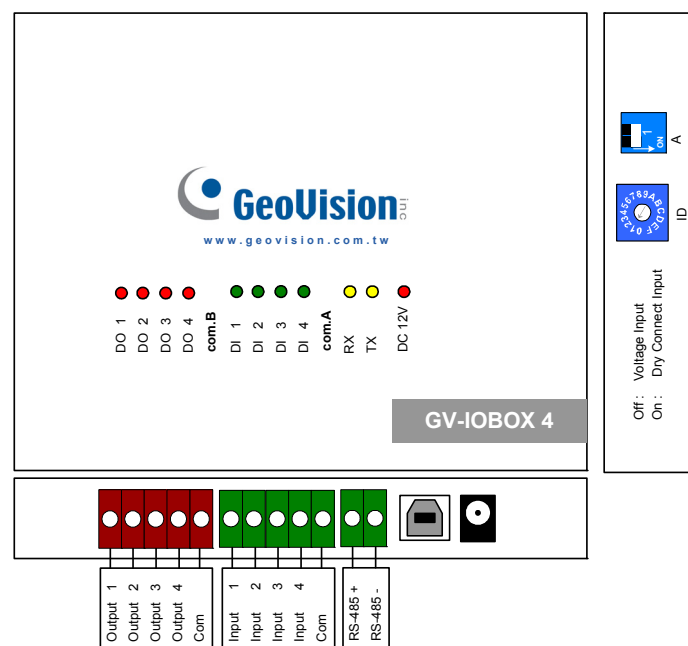 GeoVision inc
www.geovision.com.tw
DO 1
DO 2
DO 3
DO 4
com.B
DI 1
DI 2
DI 3
DI 4
com.A
RX
TX
DC 12V
GV-IOBOX 4
1
ON
A
0123456789ABCDEF
ID
Off : Voltage Input
On : Dry Connect Input
Output 1
Output 2
Output 3
Output 4
Com
Input 1
Input 2
Input 3
Input 4
Com
RS-485 +
RS-485 -